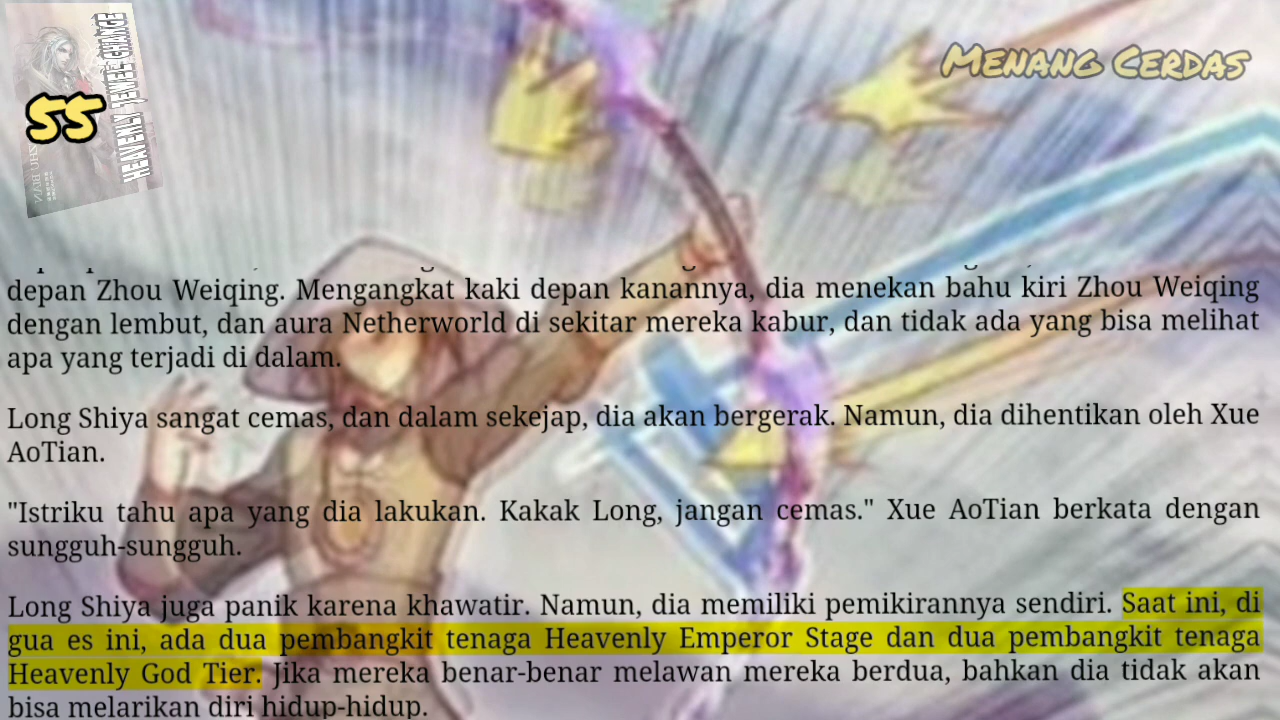 HEAVENLY JEWEL CHANGE
55
Menang Cerdas
depan Zhou Weiqing. Mengangkat kaki depan kanannya, dia menekan bahu kiri Zhou Weiqing
dengan lembut, dan aura Netherworld di sekitar mereka kabur, dan tidak ada yang bisa melihat
apa yang terjadi di dalam.
Long Shiya sangat cemas, dan dalam sekejap, dia akan bergerak. Namun, dia dihentikan oleh Xue
AoTian.
"Istriku tahu apa yang dia lakukan. Kakak Long, jangan cemas." Xue AoTian berkata dengan
sungguh-sungguh.
Long Shiya juga panik karena khawatir. Namun, dia memiliki pemikirannya sendiri. Saat ini, di
gua es ini, ada dua pembangkit tenaga Heavenly Emperor Stage dan dua pembangkit tenaga
Heavenly God Tier. Jika mereka benar-benar melawan mereka berdua, bahkan dia tidak akan
bisa melarikan diri hidup-hidup.